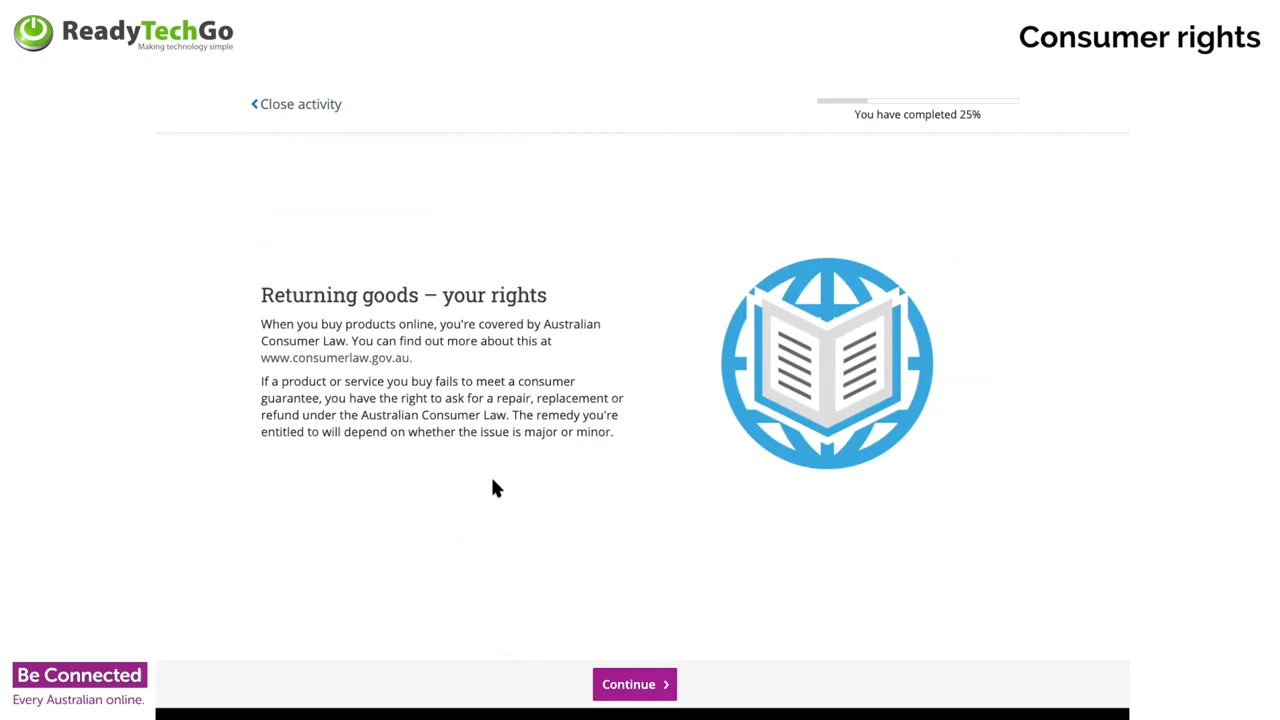 ReadyTechGo
Making technology simple
Consumer rights
Close activity
You have completed 25%
Returning goods – your rights
When you buy products online, you're covered by Australian
Consumer Law. You can find out more about this at
www.consumerlaw.gov.au.
If a product or service you buy fails to meet a consumer
guarantee, you have the right to ask for a repair, replacement or
refund under the Australian Consumer Law. The remedy you're
entitled to will depend on whether the issue is major or minor.
Be Connected
Every Australian online.
Continue